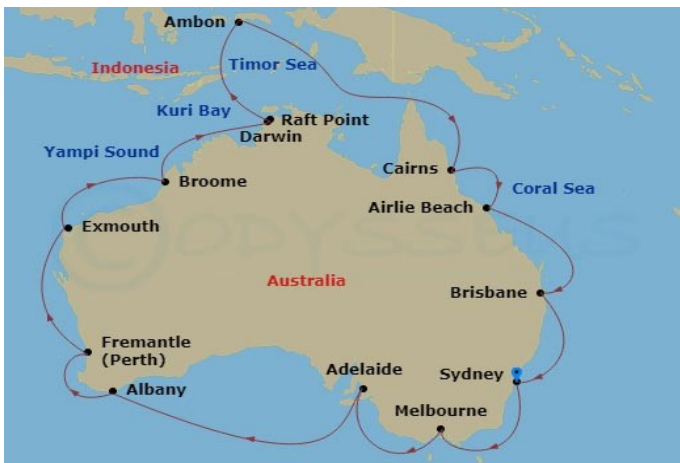 Ambon
Indonesia
Timor Sea
Kuri Bay
Raft Point
Darwin
Yampi Sound
Broome
Cairns
Coral Sea
Airlie Beach
Exmouth
©ODYSSEUS
Australia
Brisbane
Fremantle
(Perth)
Adelaide
Sydney
Albany
Melbourne